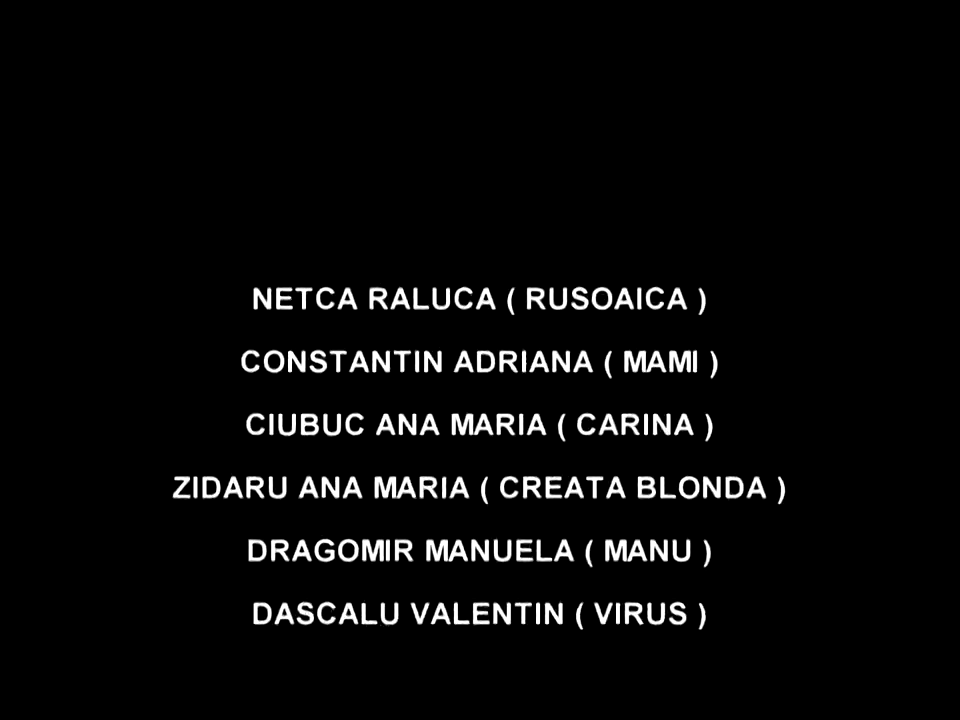 NETCA RALUCA ( RUSOAICA )
CONSTANTIN ADRIANA ( MAMI )
CIUBUC ANA MARIA ( CARINA )
ZIDARU ANA MARIA ( CREATA BLONDA )
DRAGOMIR MANUELA ( MANU )
DASCALU VALENTIN ( VIRUS )